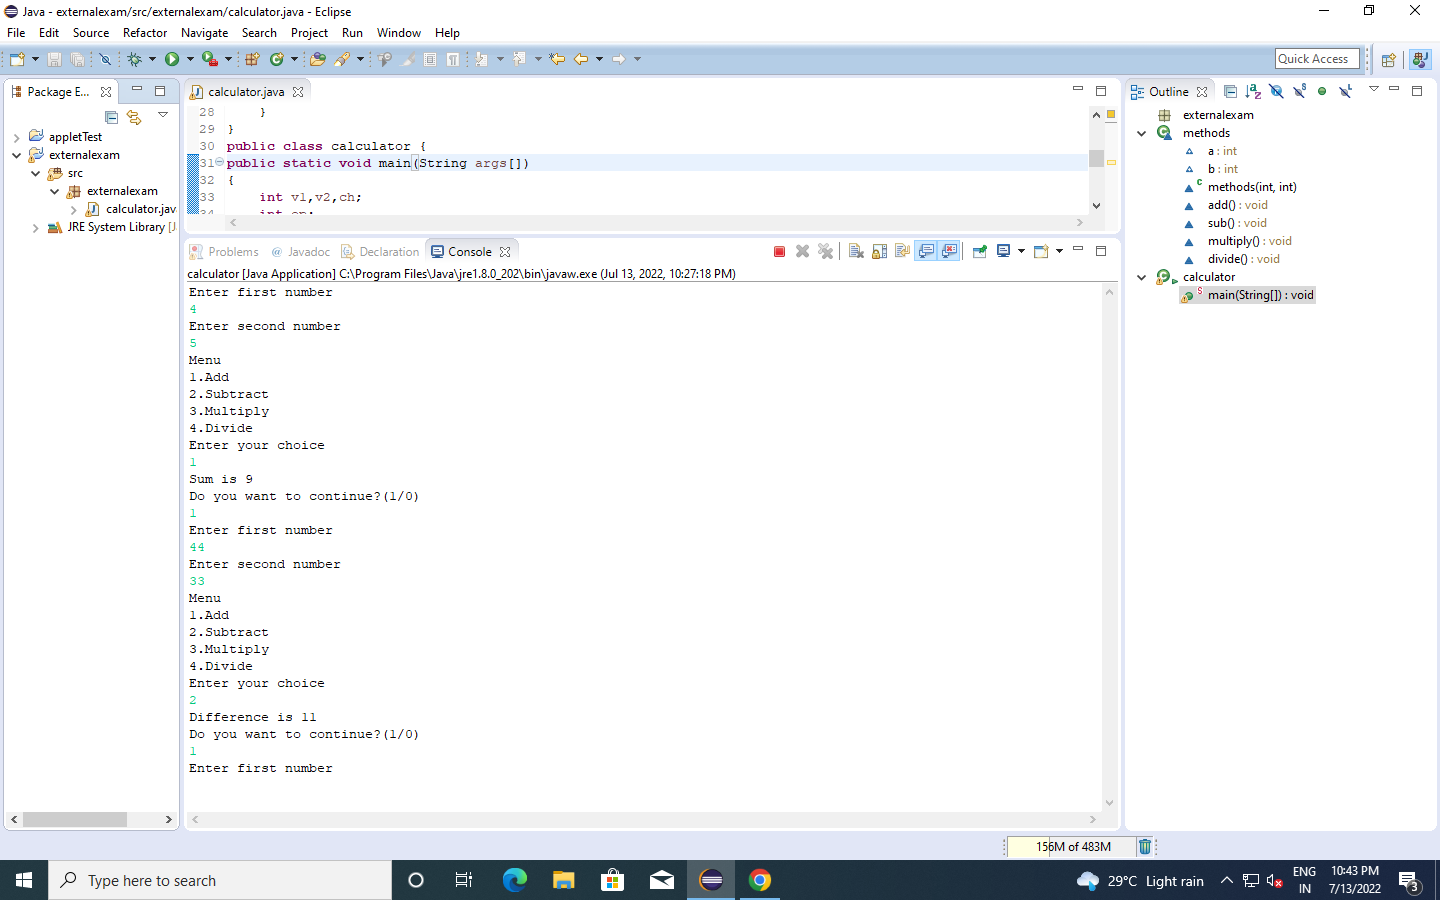 Java - externalexam/src/externalexam/calculator.java - Eclipse
File Edit Source Refactor Navigate Search Project Run Window Help
Quick Access
Package E...
appletTest
externalexam
src
externalexam
calculator.jav
JRE System Library [J
calculator.java
28 }
29 }
30 public class calculator {
31 public static void main(String args[])
32 {
33 int v1,v2,ch;
34 int op;
Problems @ Javadoc Declaration Console
calculator [Java Application] C:\Program Files\Java\jre1.8.0_202\bin\javaw.exe (Jul 13, 2022, 10:27:18 PM)
Enter first number
4
Enter second number
5
Menu
1.Add
2.Subtract
3.Multiply
4.Divide
Enter your choice
1
Sum is 9
Do you want to continue?(1/0)
1
Enter first number
44
Enter second number
33
Menu
1.Add
2.Subtract
3.Multiply
4.Divide
Enter your choice
2
Difference is 11
Do you want to continue?(1/0)
1
Enter first number
Outline
externalexam
methods
a : int
b : int
methods(int, int)
add() : void
sub() : void
multiply() : void
divide() : void
calculator
main(String[]) : void
156M of 483M
Type here to search
29°C Light rain
ENG
IN
10:43 PM
7/13/2022
3